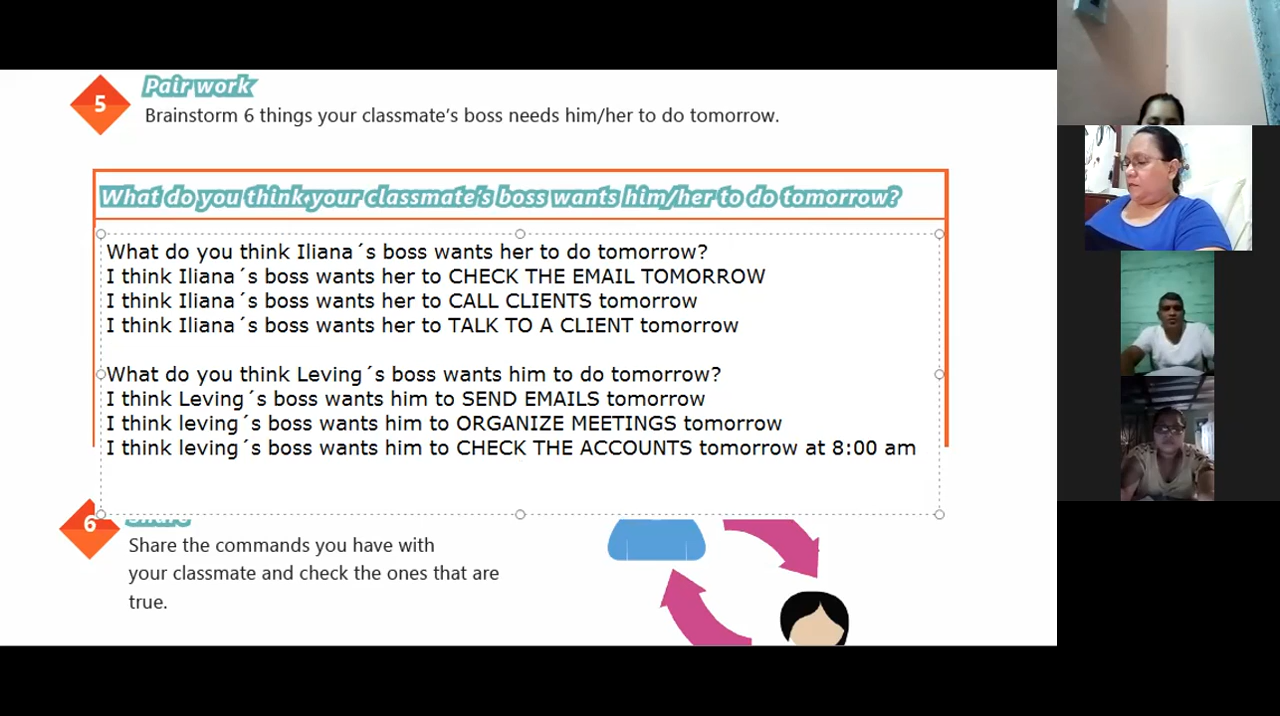 5
Pair work
Brainstorm 6 things your classmate's boss needs him/her to do tomorrow.
What do you think your classmate's boss wants him/her to do tomorrow?
What do you think Iliana´s boss wants her to do tomorrow?
I think Iliana´s boss wants her to CHECK THE EMAIL TOMORROW
I think Iliana´s boss wants her to CALL CLIENTS tomorrow
I think Iliana´s boss wants her to TALK TO A CLIENT tomorrow
What do you think Leving´s boss wants him to do tomorrow?
I think Leving´s boss wants him to SEND EMAILS tomorrow
I think leving´s boss wants him to ORGANIZE MEETINGS tomorrow
I think leving´s boss wants him to CHECK THE ACCOUNTS tomorrow at 8:00 am
6
Share
Share the commands you have with
your classmate and check the ones that are
true.